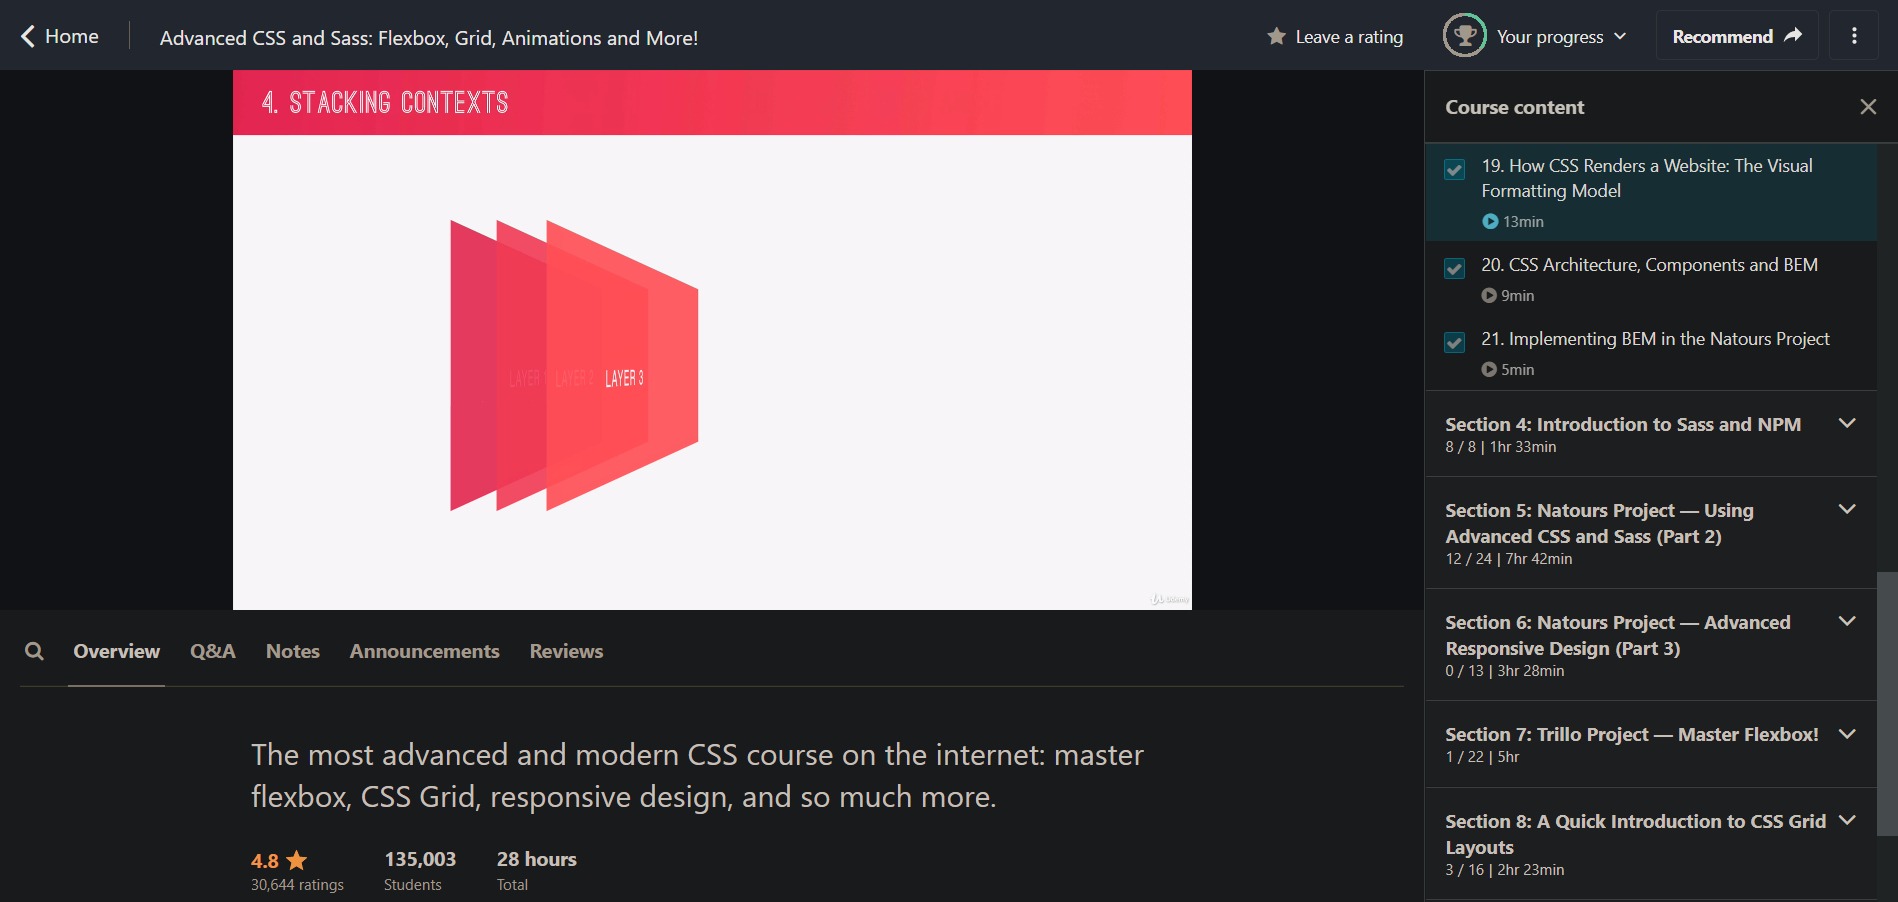 Home
Advanced CSS and Sass: Flexbox, Grid, Animations and More!
Leave a rating
Your progress
Recommend
4. STACKING CONTEXTS
LAYER 1
LAYER 2
LAYER 3
Udemy
Course content
19. How CSS Renders a Website: The Visual
Formatting Model
13min
20. CSS Architecture, Components and BEM
9min
21. Implementing BEM in the Natours Project
5min
Section 4: Introduction to Sass and NPM
8 / 8 | 1hr 33min
Section 5: Natours Project — Using
Advanced CSS and Sass (Part 2)
12 / 24 | 7hr 42min
Section 6: Natours Project — Advanced
Responsive Design (Part 3)
0 / 13 | 3hr 28min
Section 7: Trillo Project — Master Flexbox!
1 / 22 | 5hr
Section 8: A Quick Introduction to CSS Grid
Layouts
3 / 16 | 2hr 23min
Overview
Q&A
Notes
Announcements
Reviews
The most advanced and modern CSS course on the internet: master
flexbox, CSS Grid, responsive design, and so much more.
4.8
30,644 ratings
135,003
Students
28 hours
Total